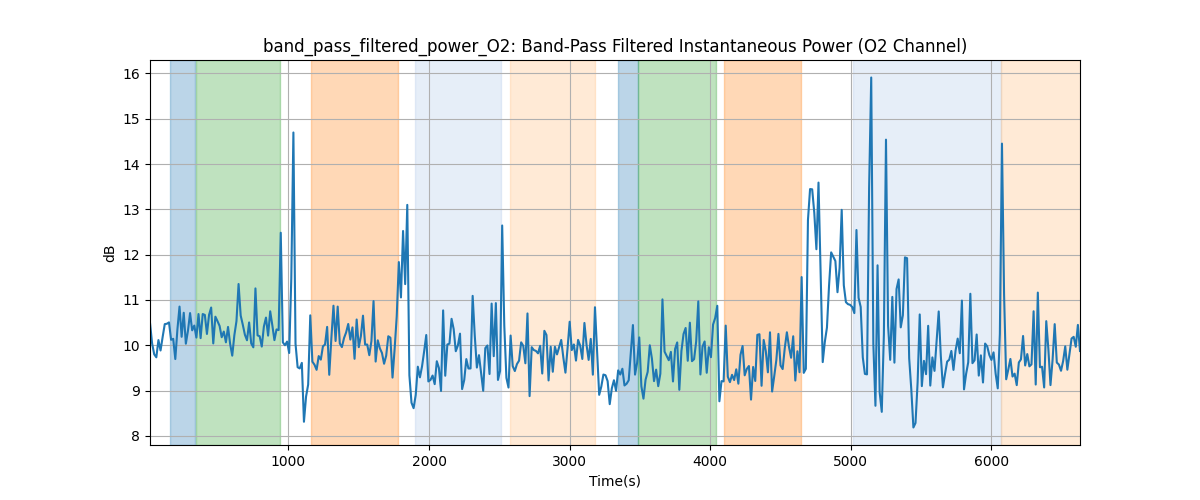 band_pass_filtered_power_O2: Band-Pass Filtered Instantaneous Power (O2 Channel)
16
15
14
13
12
11
10
9
8
dB
1000 2000 3000 4000 5000 6000
Time(s)